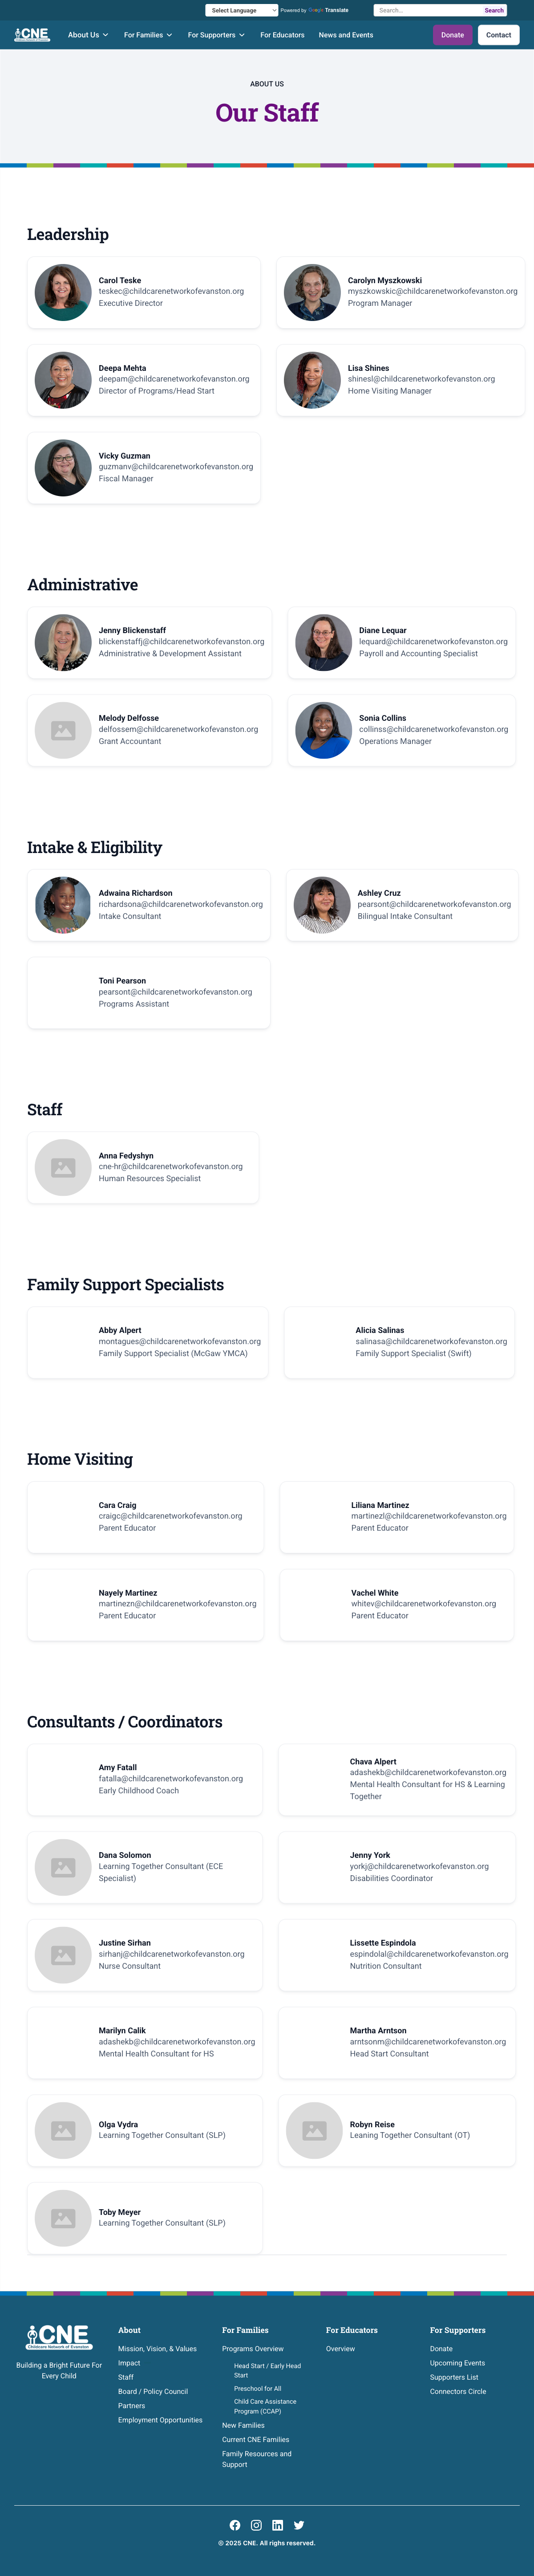 Select Language
Powered by Google Translate
Search...
Search
CNE
About Us
For Families
For Supporters
For Educators
News and Events
Donate
Contact
ABOUT US
Our Staff
Leadership
Carol Teske
teskec@childcarenetworkofevanston.org
Executive Director
Carolyn Myszkowski
myszkowskic@childcarenetworkofevanston.org
Program Manager
Deepa Mehta
deepam@childcarenetworkofevanston.org
Director of Programs/Head Start
Lisa Shines
shinesl@childcarenetworkofevanston.org
Home Visiting Manager
Vicky Guzman
guzmanv@childcarenetworkofevanston.org
Fiscal Manager
Administrative
Jenny Blickenstaff
blickenstaffj@childcarenetworkofevanston.org
Administrative & Development Assistant
Diane Lequar
lequard@childcarenetworkofevanston.org
Payroll and Accounting Specialist
Melody Delfosse
delfossem@childcarenetworkofevanston.org
Grant Accountant
Sonia Collins
collinss@childcarenetworkofevanston.org
Operations Manager
Intake & Eligibility
Adwaina Richardson
richardsona@childcarenetworkofevanston.org
Intake Consultant
Ashley Cruz
pearsont@childcarenetworkofevanston.org
Bilingual Intake Consultant
Toni Pearson
pearsont@childcarenetworkofevanston.org
Programs Assistant
Staff
Anna Fedyshyn
cne-hr@childcarenetworkofevanston.org
Human Resources Specialist
Family Support Specialists
Abby Alpert
montagues@childcarenetworkofevanston.org
Family Support Specialist (McGaw YMCA)
Alicia Salinas
salinasa@childcarenetworkofevanston.org
Family Support Specialist (Swift)
Home Visiting
Cara Craig
craigc@childcarenetworkofevanston.org
Parent Educator
Liliana Martinez
martinezl@childcarenetworkofevanston.org
Parent Educator
Nayely Martinez
martinezn@childcarenetworkofevanston.org
Parent Educator
Vachel White
whitev@childcarenetworkofevanston.org
Parent Educator
Consultants / Coordinators
Amy Fatall
fatalla@childcarenetworkofevanston.org
Early Childhood Coach
Chava Alpert
adashekb@childcarenetworkofevanston.org
Mental Health Consultant for HS & Learning
Together
Dana Solomon
Learning Together Consultant (ECE
Specialist)
Jenny York
yorkj@childcarenetworkofevanston.org
Disabilities Coordinator
Justine Sirhan
sirhanj@childcarenetworkofevanston.org
Nurse Consultant
Lissette Espindola
espindolal@childcarenetworkofevanston.org
Nutrition Consultant
Marilyn Calik
adashekb@childcarenetworkofevanston.org
Mental Health Consultant for HS
Martha Arntson
arntsonm@childcarenetworkofevanston.org
Head Start Consultant
Olga Vydra
Learning Together Consultant (SLP)
Robyn Reise
Leaning Together Consultant (OT)
Toby Meyer
Learning Together Consultant (SLP)
CNE
Childcare Network of Evanston
Building a Bright Future For
Every Child
About
Mission, Vision, & Values
Impact
Staff
Board / Policy Council
Partners
Employment Opportunities
For Families
Programs Overview
Head Start / Early Head
Start
Preschool for All
Child Care Assistance
Program (CCAP)
New Families
Current CNE Families
Family Resources and
Support
For Educators
Overview
For Supporters
Donate
Upcoming Events
Supporters List
Connectors Circle
© 2025 CNE. All righs reserved.